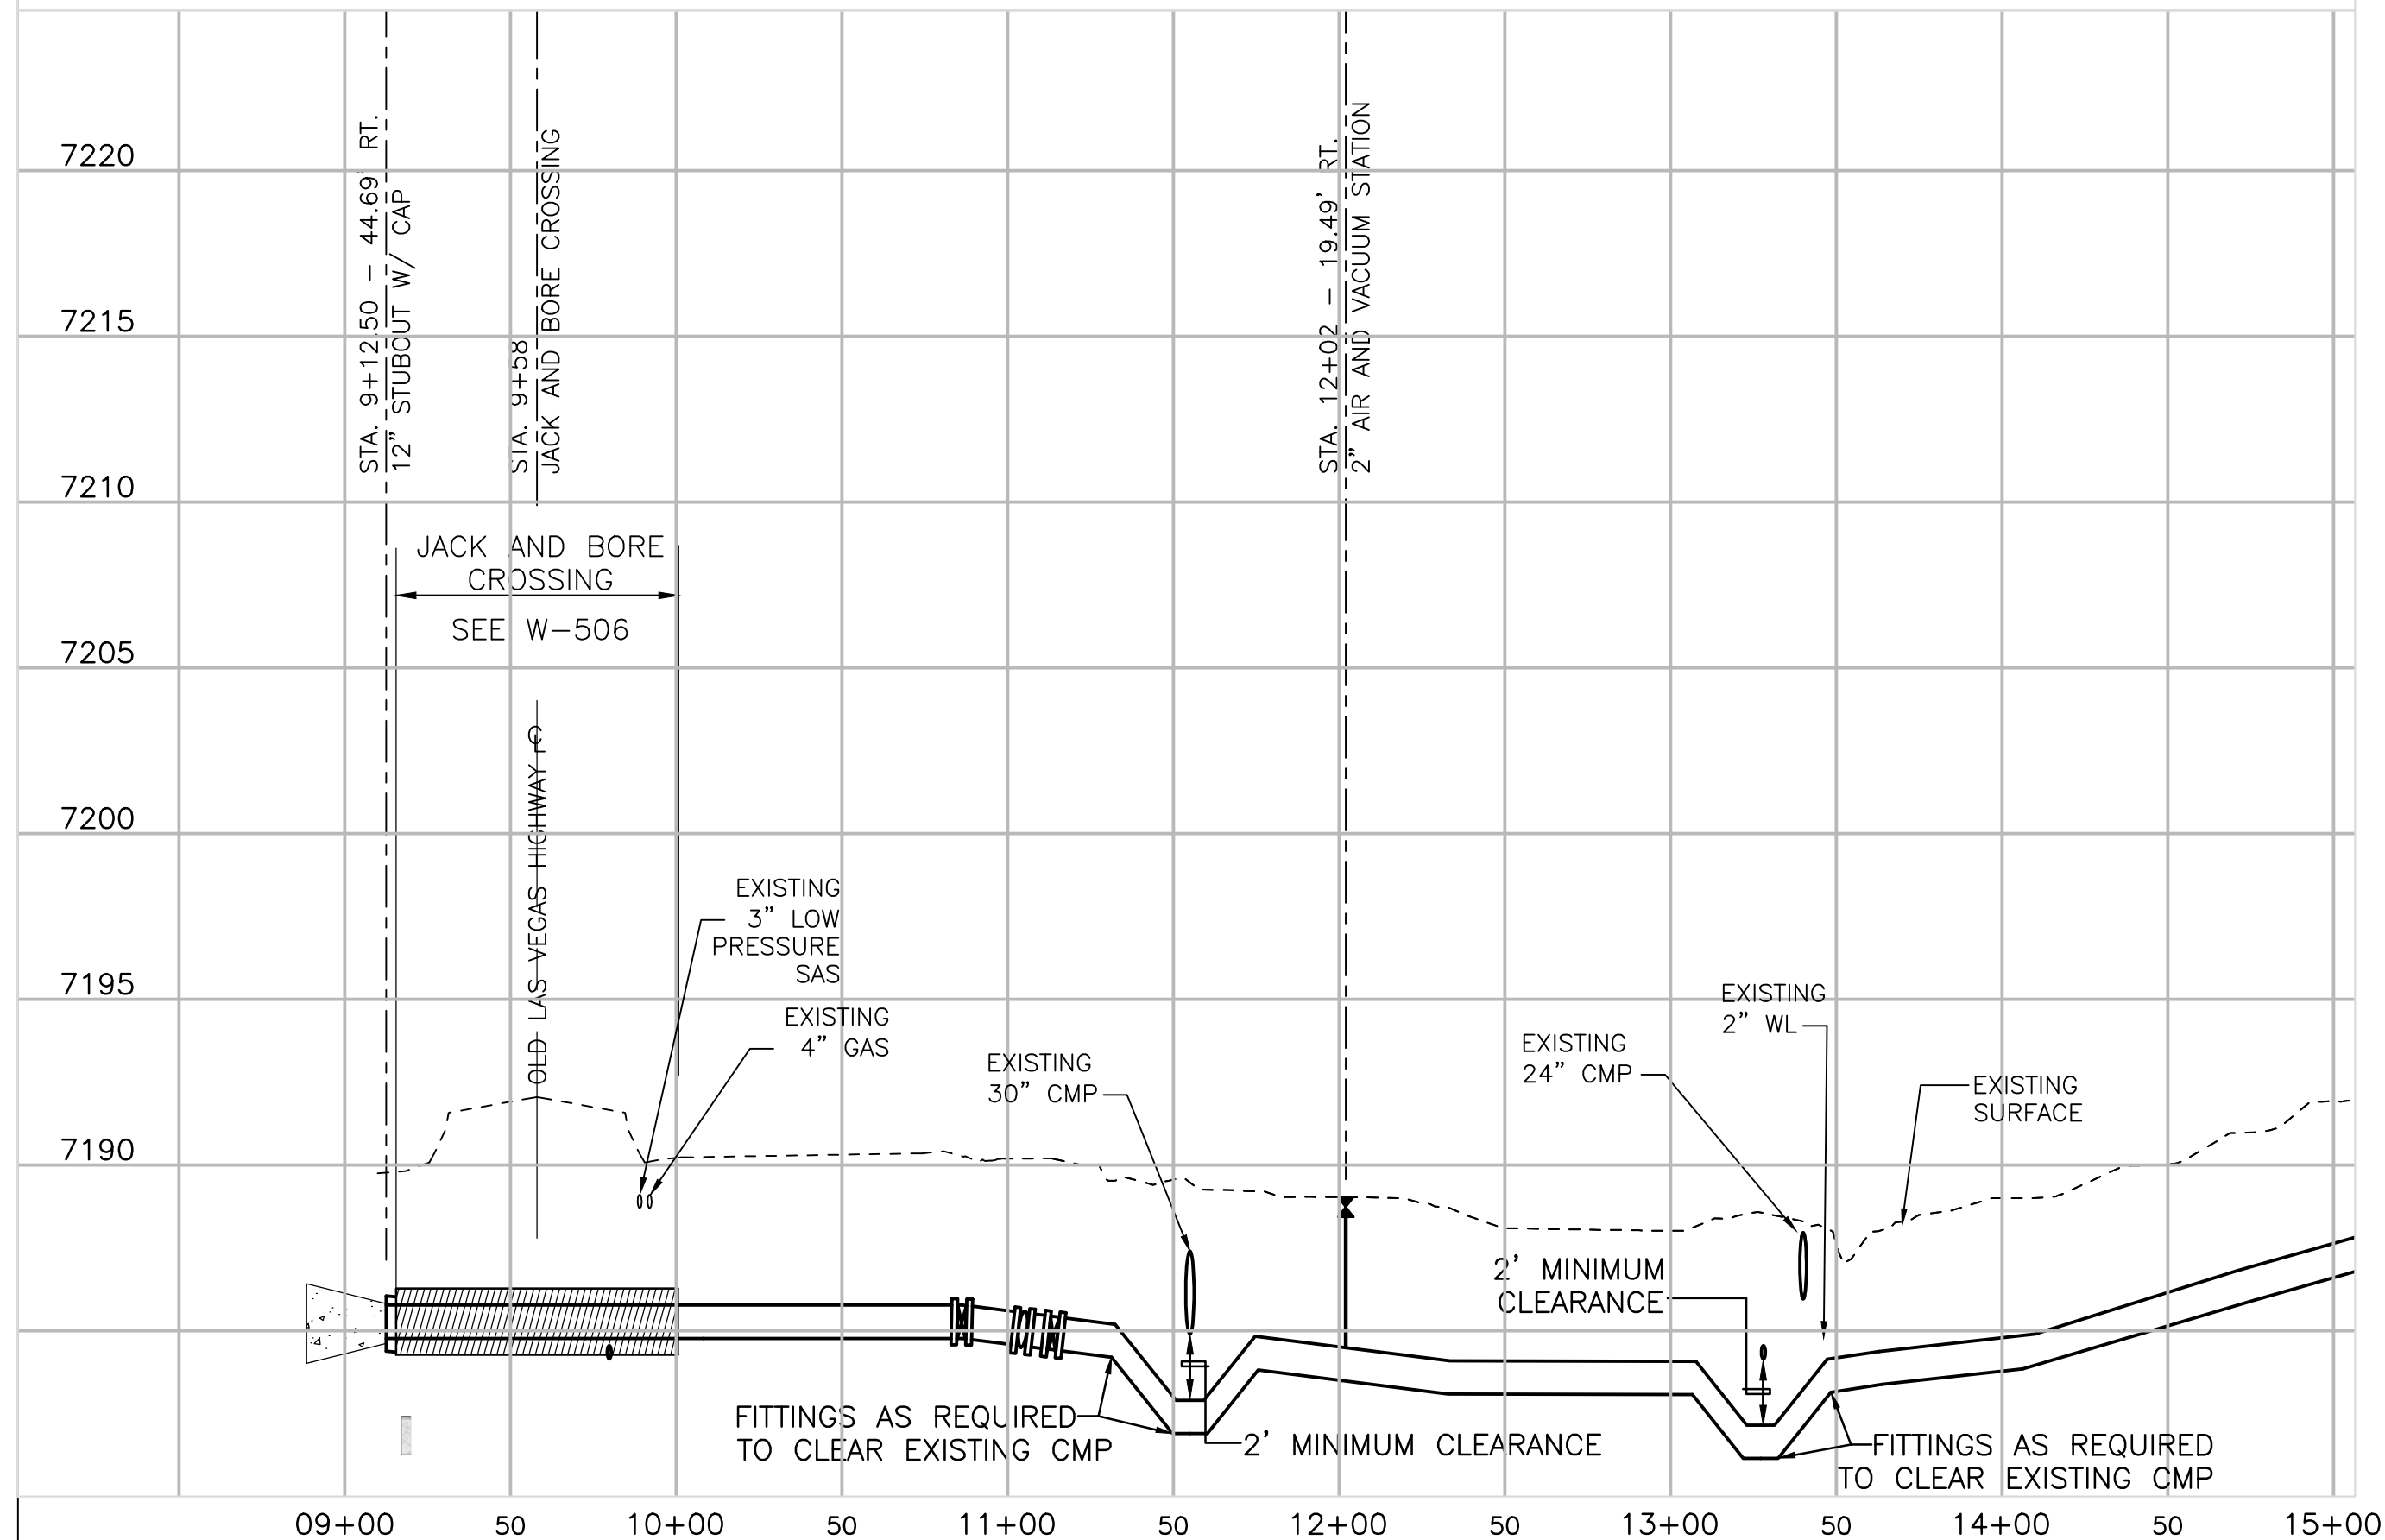 STA. 9+12.50 – 44.69' RT.
12" STUBOUT W/ CAP
STA. 9+58
JACK AND BORE CROSSING
STA. 12+02 – 19.49' RT.
2" AIR AND VACUUM STATION
7220
7215
7210
JACK AND BORE
CROSSING
SEE W–506
7205
OLD LAS VEGAS HIGHWAY ℄
7200
EXISTING
3" LOW
PRESSURE
SAS
7195
EXISTING
4" GAS
EXISTING
30" CMP
EXISTING
2" WL
EXISTING
24" CMP
EXISTING
SURFACE
7190
2' MINIMUM
CLEARANCE
FITTINGS AS REQUIRED
TO CLEAR EXISTING CMP
2' MINIMUM CLEARANCE
FITTINGS AS REQUIRED
TO CLEAR EXISTING CMP
09+00 50 10+00 50 11+00 50 12+00 50 13+00 50 14+00 50 15+00